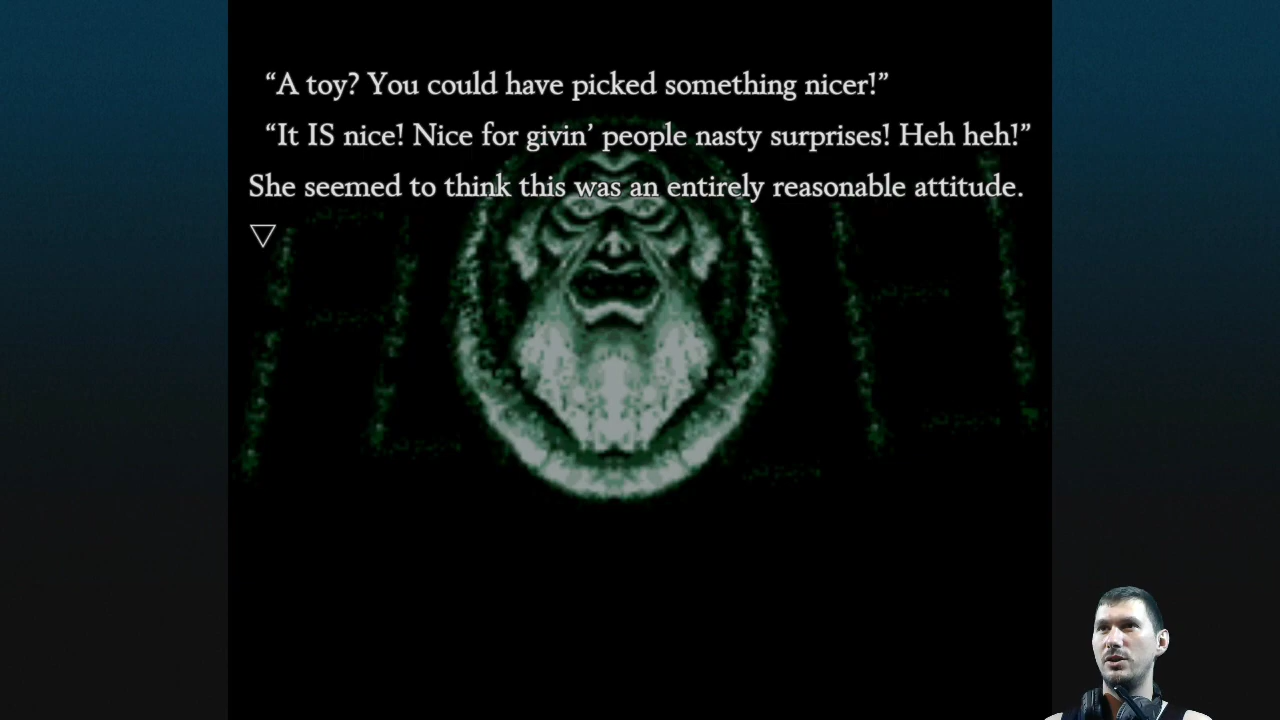 “A toy? You could have picked something nicer!”
“It IS nice! Nice for givin’ people nasty surprises! Heh heh!”
She seemed to think this was an entirely reasonable attitude.